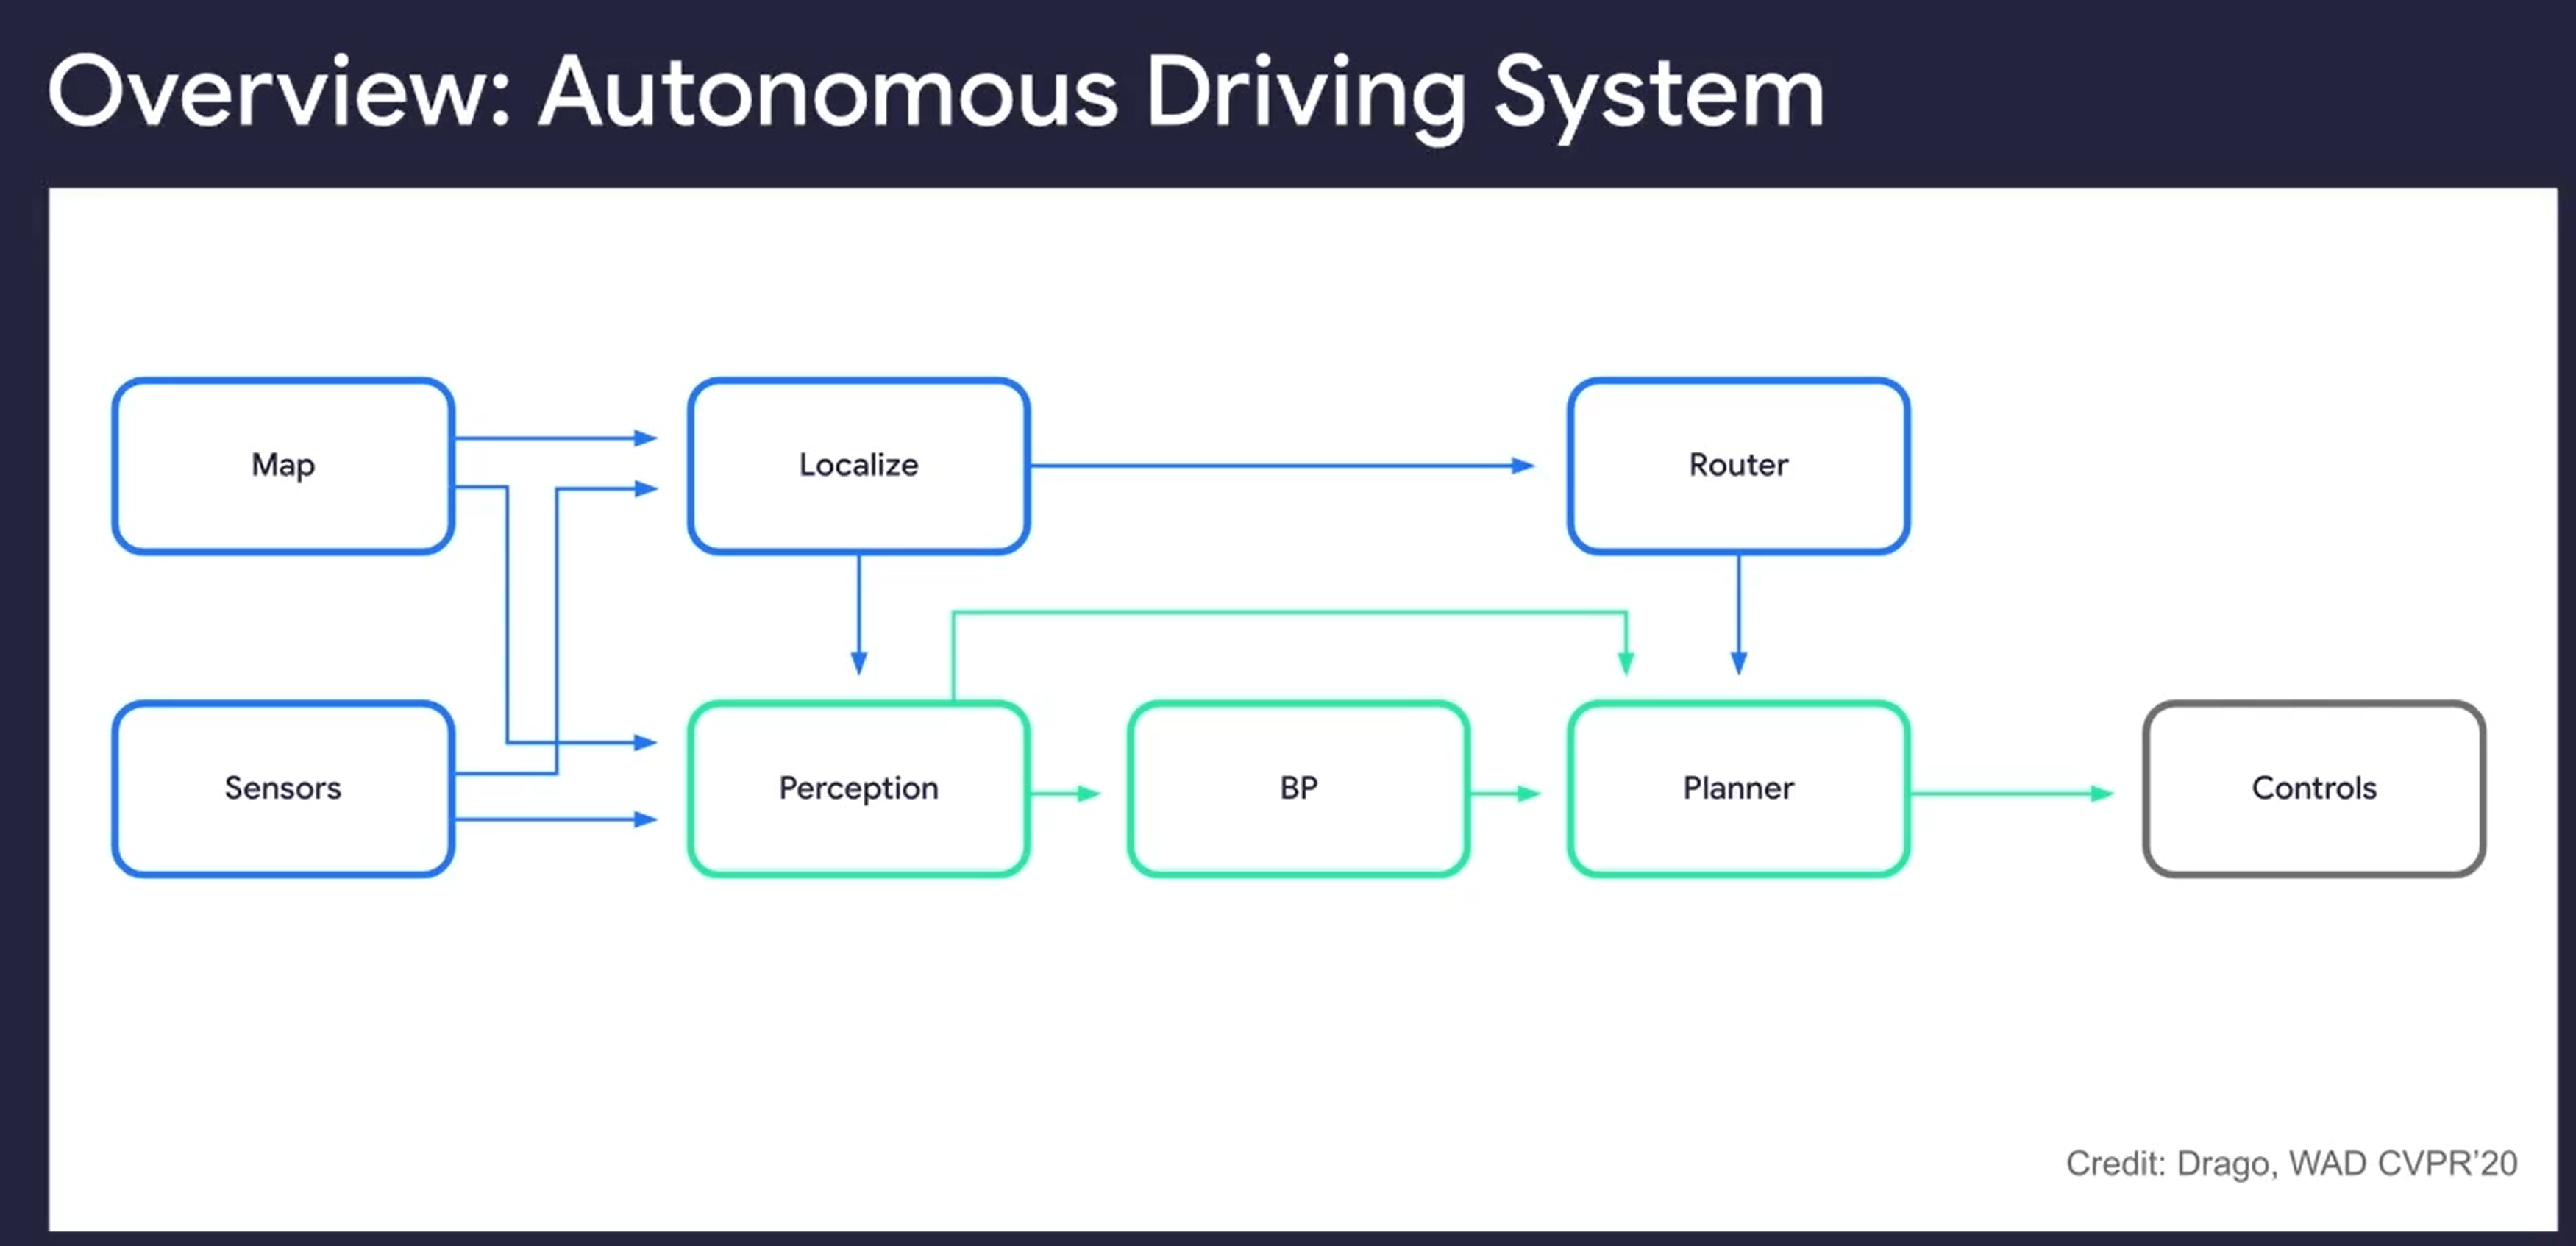 Overview: Autonomous Driving System
Map
Localize
Router
Sensors
Perception
BP
Planner
Controls
Credit: Drago, WAD CVPR’20